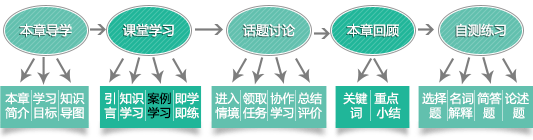 本章导学
课堂学习
话题讨论
本章回顾
自测练习
本章
简介
学习
目标
知识
导图
引
言
知识
学习
案例
学习
即学
即练
进入
情境
领取
任务
协作
学习
总结
评价
关键
词
重点
小结
选择
题
名词
解释
简答
题
论述
题